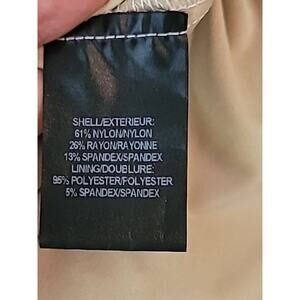 SHELL/EXTERIEUR:
61% NYLON/NYLON
26% RAYON/RAYONNE
13% SPANDEX/SPANDEX
LINING/DOUBLURE:
95% POLYESTER/POLYESTER
5% SPANDEX/SPANDEX